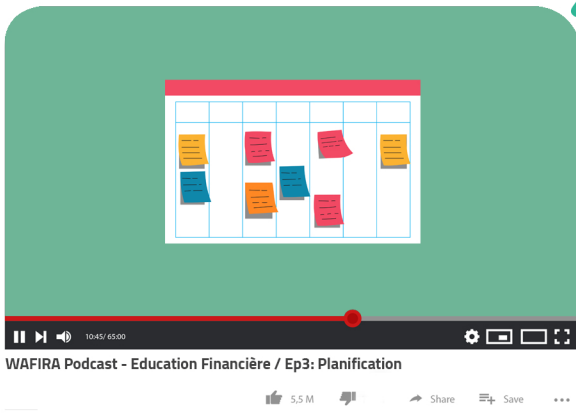 10:45/ 65:00
WAFIRA Podcast - Education Financière / Ep3: Planification
5,5 M Share Save